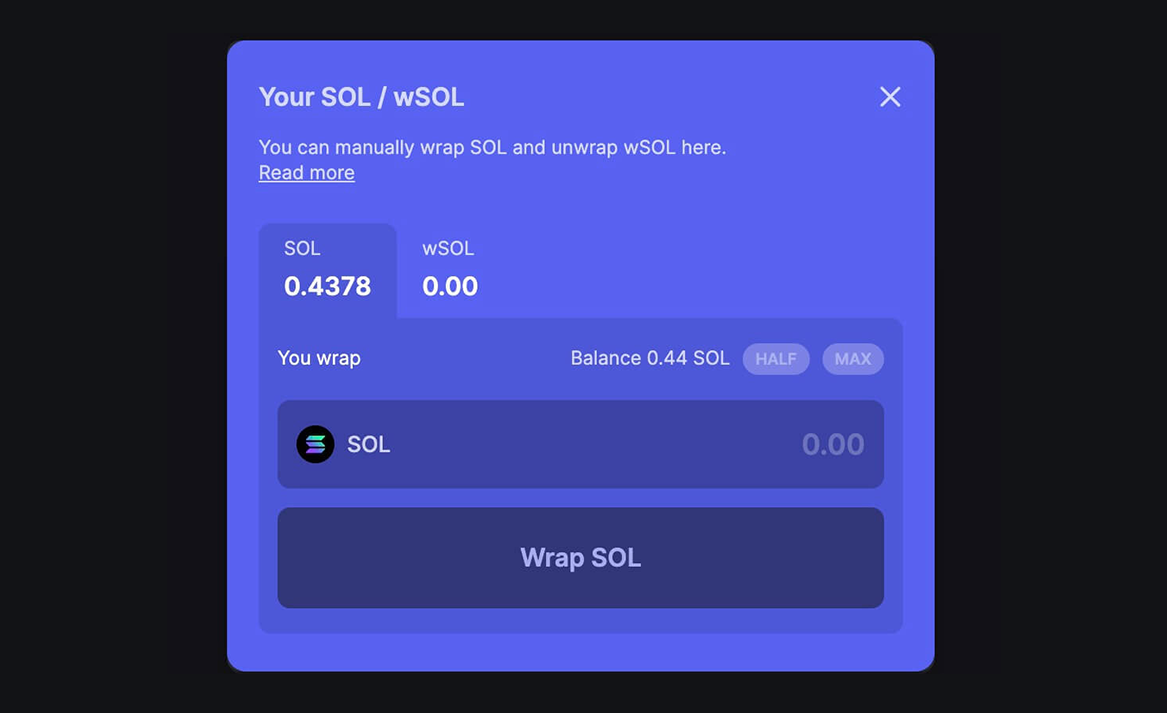 Your SOL / wSOL
You can manually wrap SOL and unwrap wSOL here.
Read more
SOL
0.4378
wSOL
0.00
You wrap
Balance 0.44 SOL
HALF
MAX
SOL
0.00
Wrap SOL